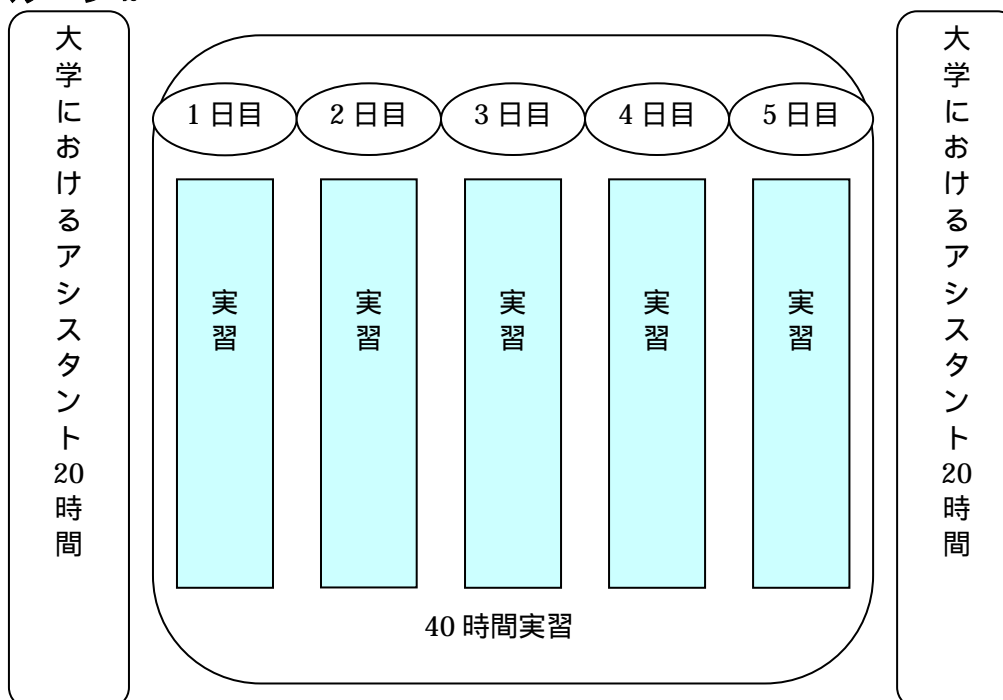 大学におけるアシスタント20時間
1日目
2日目
3日目
4日目
5日目
実習
実習
実習
実習
実習
40時間実習
大学におけるアシスタント20時間